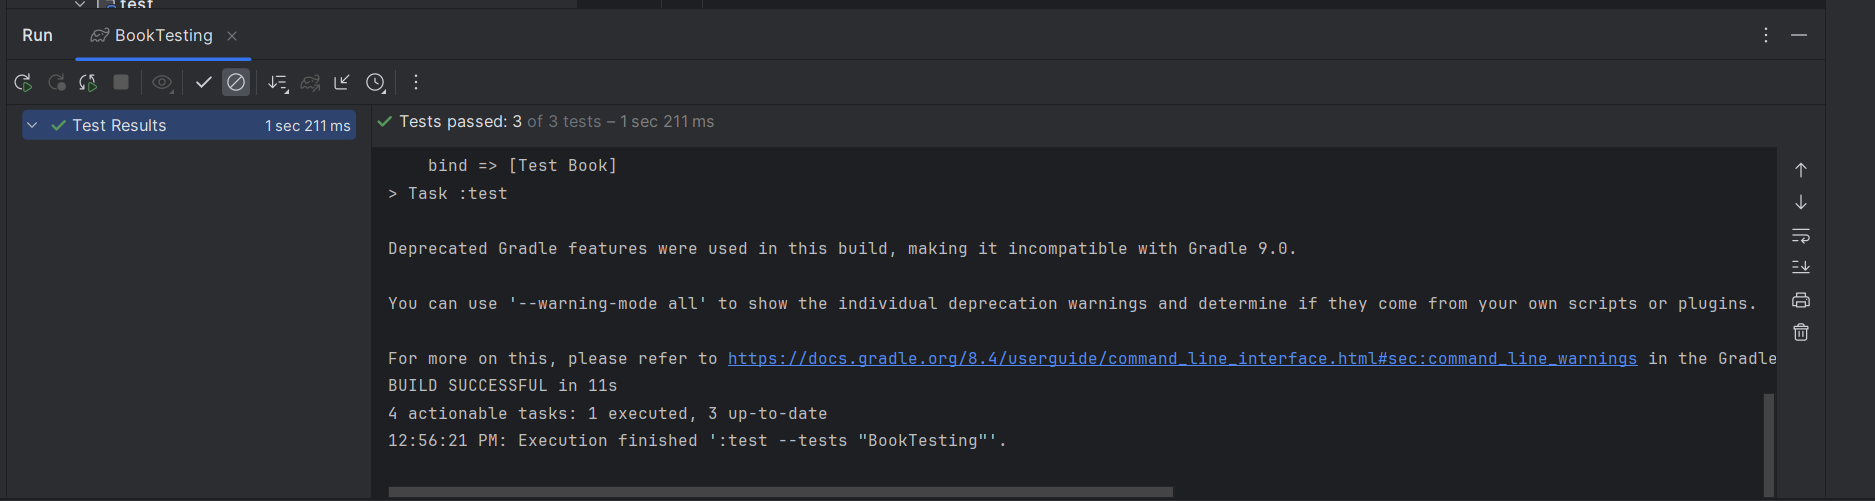 test
Run BookTesting
Test Results 1 sec 211 ms
Tests passed: 3 of 3 tests – 1 sec 211 ms
bind => [Test Book]
> Task :test
Deprecated Gradle features were used in this build, making it incompatible with Gradle 9.0.
You can use '--warning-mode all' to show the individual deprecation warnings and determine if they come from your own scripts or plugins.
For more on this, please refer to https://docs.gradle.org/8.4/userguide/command_line_interface.html#sec:command_line_warnings in the Gradle
BUILD SUCCESSFUL in 11s
4 actionable tasks: 1 executed, 3 up-to-date
12:56:21 PM: Execution finished ':test --tests "BookTesting"'.